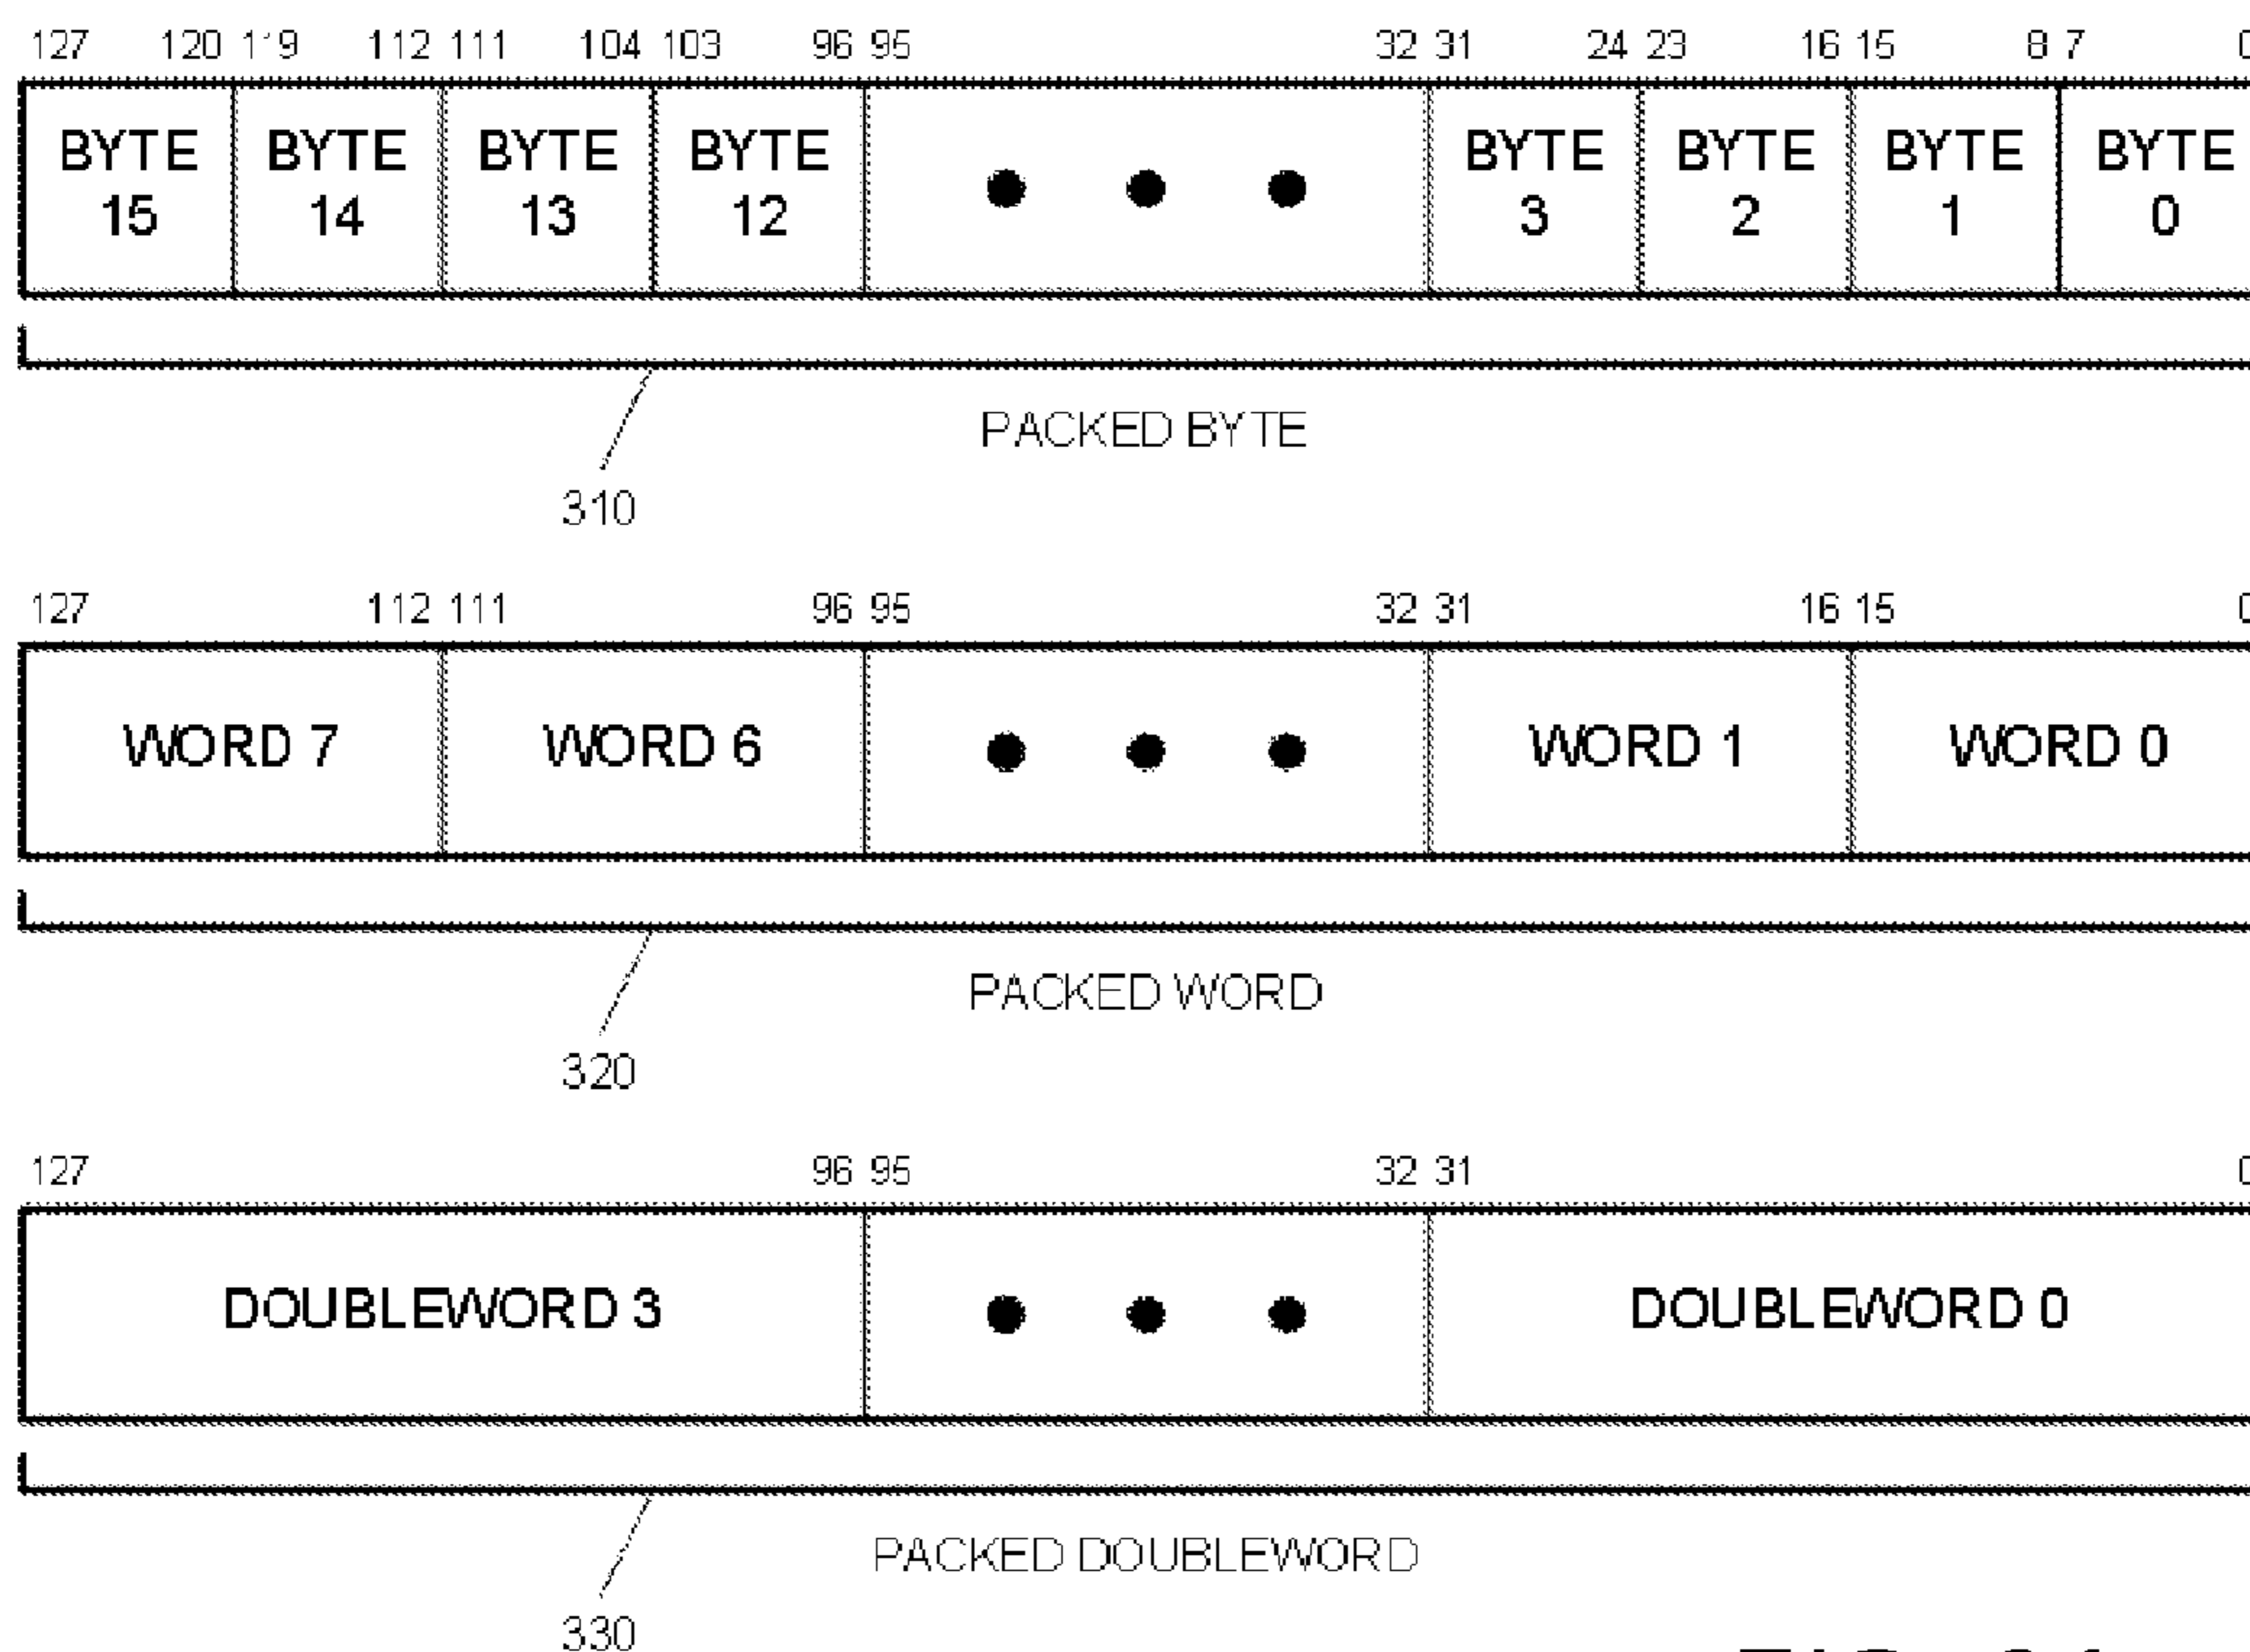 127 120 119 112 111 104 103 96 95 32 31 24 23 16 15 8 7 0
BYTE 15 BYTE 14 BYTE 13 BYTE 12 BYTE 3 BYTE 2 BYTE 1 BYTE 0
PACKED BYTE
310
127 112 111 96 95 32 31 16 15 0
WORD 7 WORD 6 WORD 1 WORD 0
PACKED WORD
320
127 96 95 32 31 0
DOUBLEWORD 3 DOUBLEWORD 0
PACKED DOUBLEWORD
330